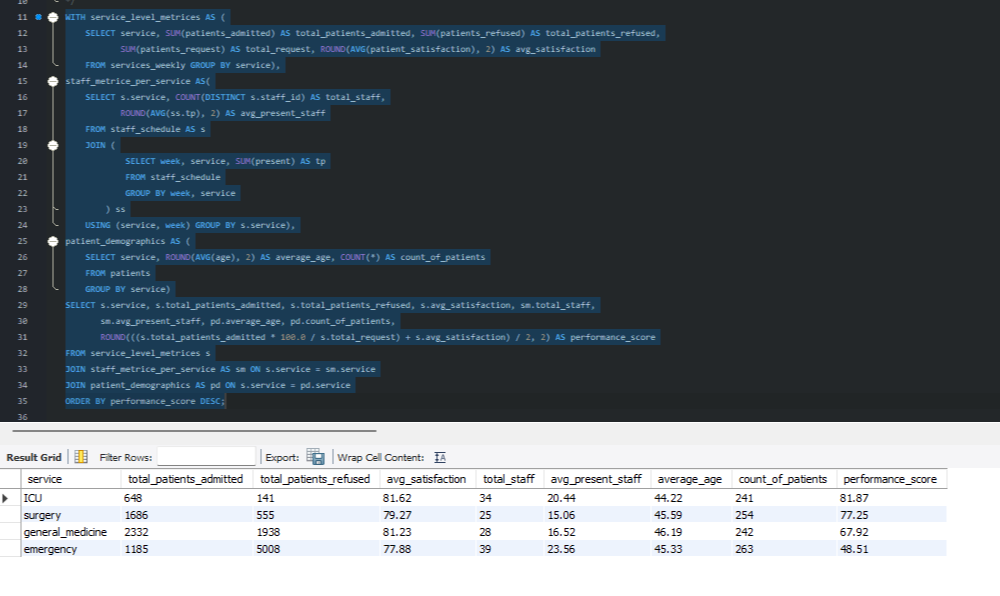 10 */
11 WITH service_level_metrices AS (
12 SELECT service, SUM(patients_admitted) AS total_patients_admitted, SUM(patients_refused) AS total_patients_refused,
13 SUM(patients_request) AS total_request, ROUND(AVG(patient_satisfaction), 2) AS avg_satisfaction
14 FROM services_weekly GROUP BY service),
15 staff_metrice_per_service AS(
16 SELECT s.service, COUNT(DISTINCT s.staff_id) AS total_staff,
17 ROUND(AVG(ss.tp), 2) AS avg_present_staff
18 FROM staff_schedule AS s
19 JOIN (
20 SELECT week, service, SUM(present) AS tp
21 FROM staff_schedule
22 GROUP BY week, service
23 ) ss
24 USING (service, week) GROUP BY s.service),
25 patient_demographics AS (
26 SELECT service, ROUND(AVG(age), 2) AS average_age, COUNT(*) AS count_of_patients
27 FROM patients
28 GROUP BY service)
29 SELECT s.service, s.total_patients_admitted, s.total_patients_refused, s.avg_satisfaction, sm.total_staff,
30 sm.avg_present_staff, pd.average_age, pd.count_of_patients,
31 ROUND(((s.total_patients_admitted * 100.0 / s.total_request) + s.avg_satisfaction) / 2, 2) AS performance_score
32 FROM service_level_metrices s
33 JOIN staff_metrice_per_service AS sm ON s.service = sm.service
34 JOIN patient_demographics AS pd ON s.service = pd.service
35 ORDER BY performance_score DESC;
36
Result Grid Filter Rows: Export: Wrap Cell Content: IA
service total_patients_admitted total_patients_refused avg_satisfaction total_staff avg_present_staff average_age count_of_patients performance_score
ICU 648 141 81.62 34 20.44 44.22 241 81.87
surgery 1686 555 79.27 25 15.06 45.59 254 77.25
general_medicine 2332 1938 81.23 28 16.52 46.19 242 67.92
emergency 1185 5008 77.88 39 23.56 45.33 263 48.51